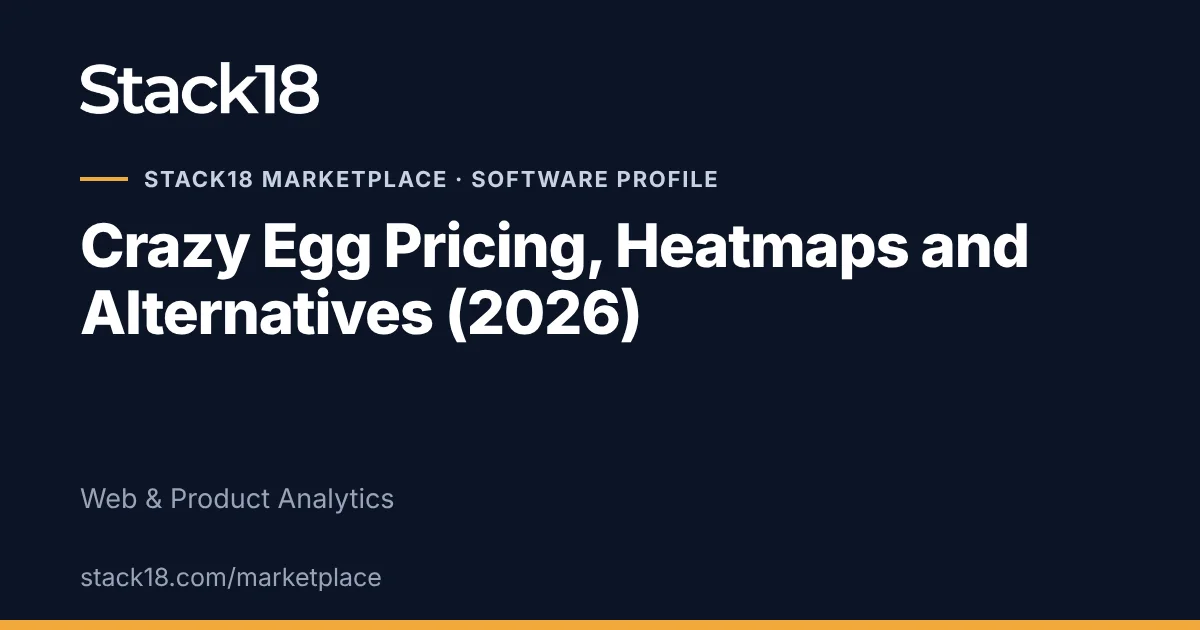 Stack18
STACK18 MARKETPLACE · SOFTWARE PROFILE
Crazy Egg Pricing, Heatmaps and
Alternatives (2026)
Web & Product Analytics
stack18.com/marketplace